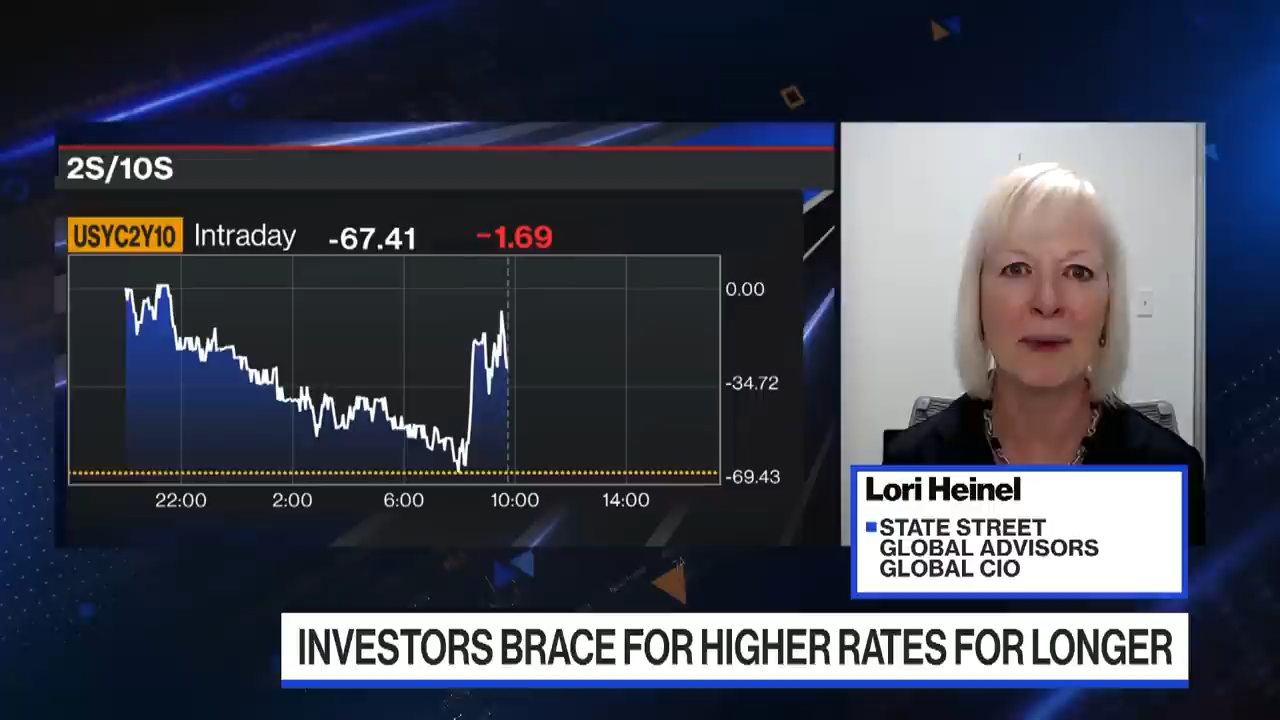 2S/10S
USYC2Y10 Intraday -67.41 -1.69
0.00
-34.72
-69.43
22:00 2:00 6:00 10:00 14:00
Lori Heinel
STATE STREET
GLOBAL ADVISORS
GLOBAL CIO
INVESTORS BRACE FOR HIGHER RATES FOR LONGER